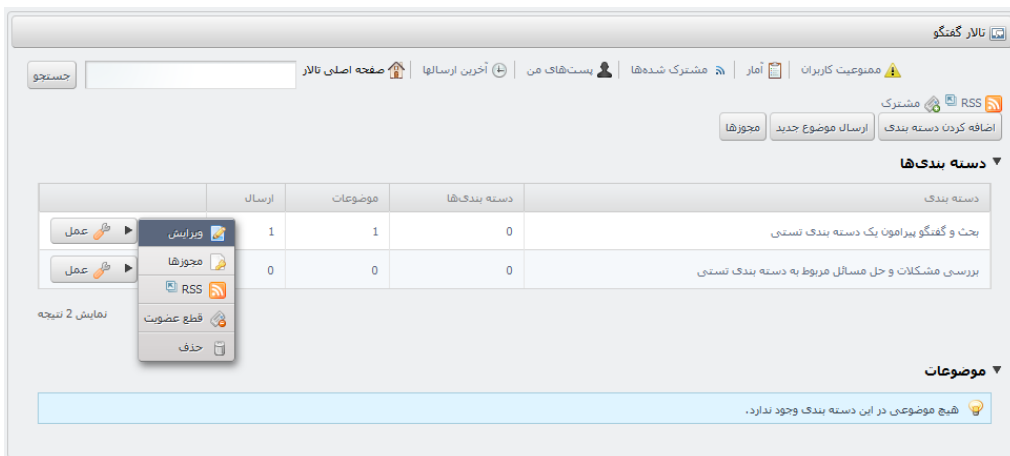 تالار گفتگو
صفحه اصلی تالار | آخرین ارسالها | پست‌های من | مشترک شده‌ها | آمار | ممنوعیت کاربران
جستجو
RSS مشترک
اضافه کردن دسته بندی ارسال موضوع جدید مجوزها
دسته بندی‌ها
دسته بندی دسته بندی‌ها موضوعات ارسال
بحث و گفتگو پیرامون یک دسته بندی تستی 0 1 1 عمل
بررسی مشکلات و حل مسائل مربوط به دسته بندی تستی 0 0 0 عمل
ویرایش
مجوزها
RSS
قطع عضویت
حذف
نمایش 2 نتیجه
موضوعات
هیچ موضوعی در این دسته بندی وجود ندارد.